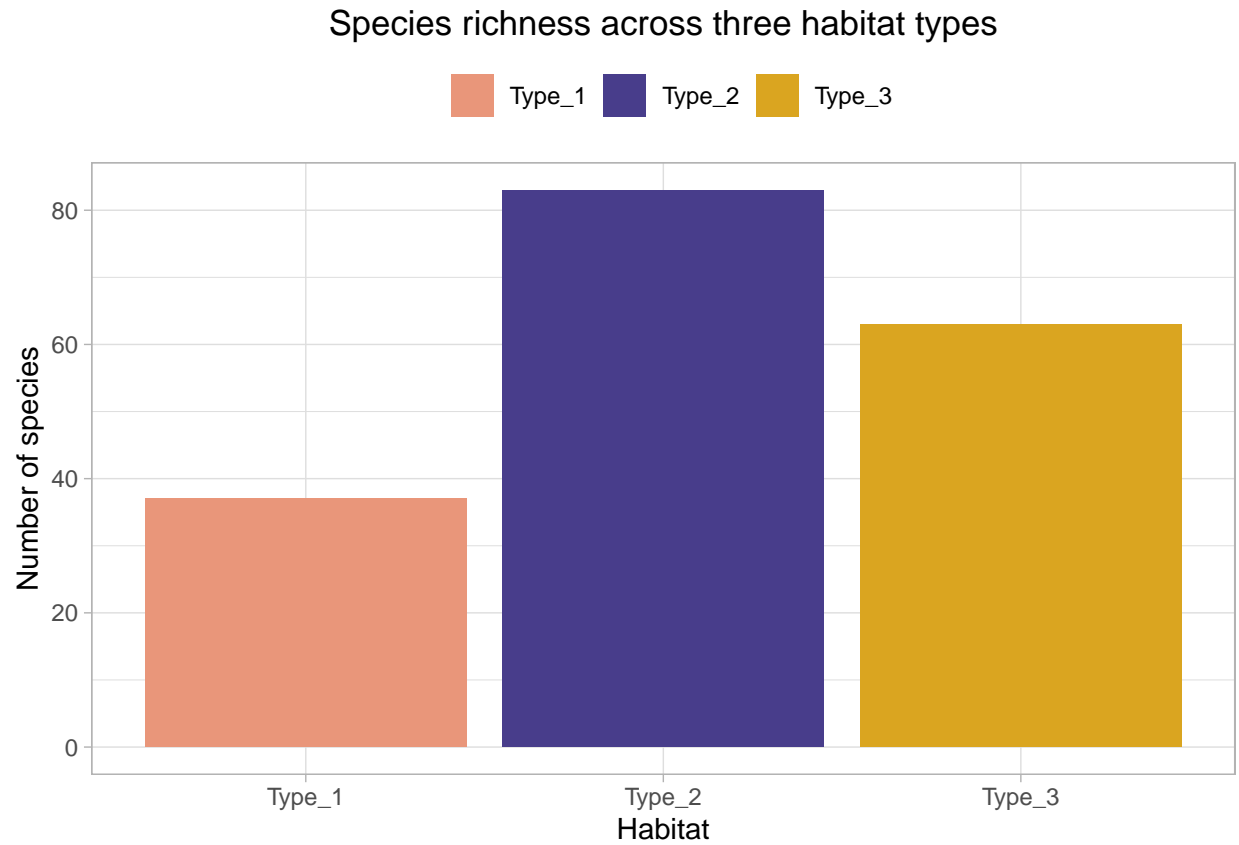 Species richness across three habitat types
Type_1 Type_2 Type_3
Number of species
80
60
40
20
0
Type_1 Type_2 Type_3
Habitat